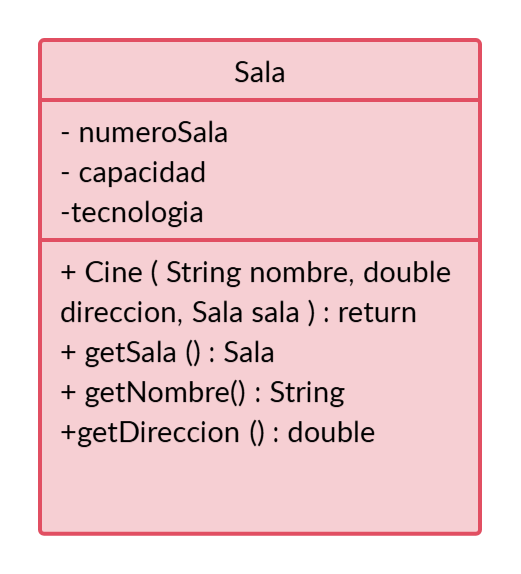 Sala
- numeroSala
- capacidad
-tecnologia
+ Cine ( String nombre, double
direccion, Sala sala ) : return
+ getSala () : Sala
+ getNombre() : String
+getDireccion () : double